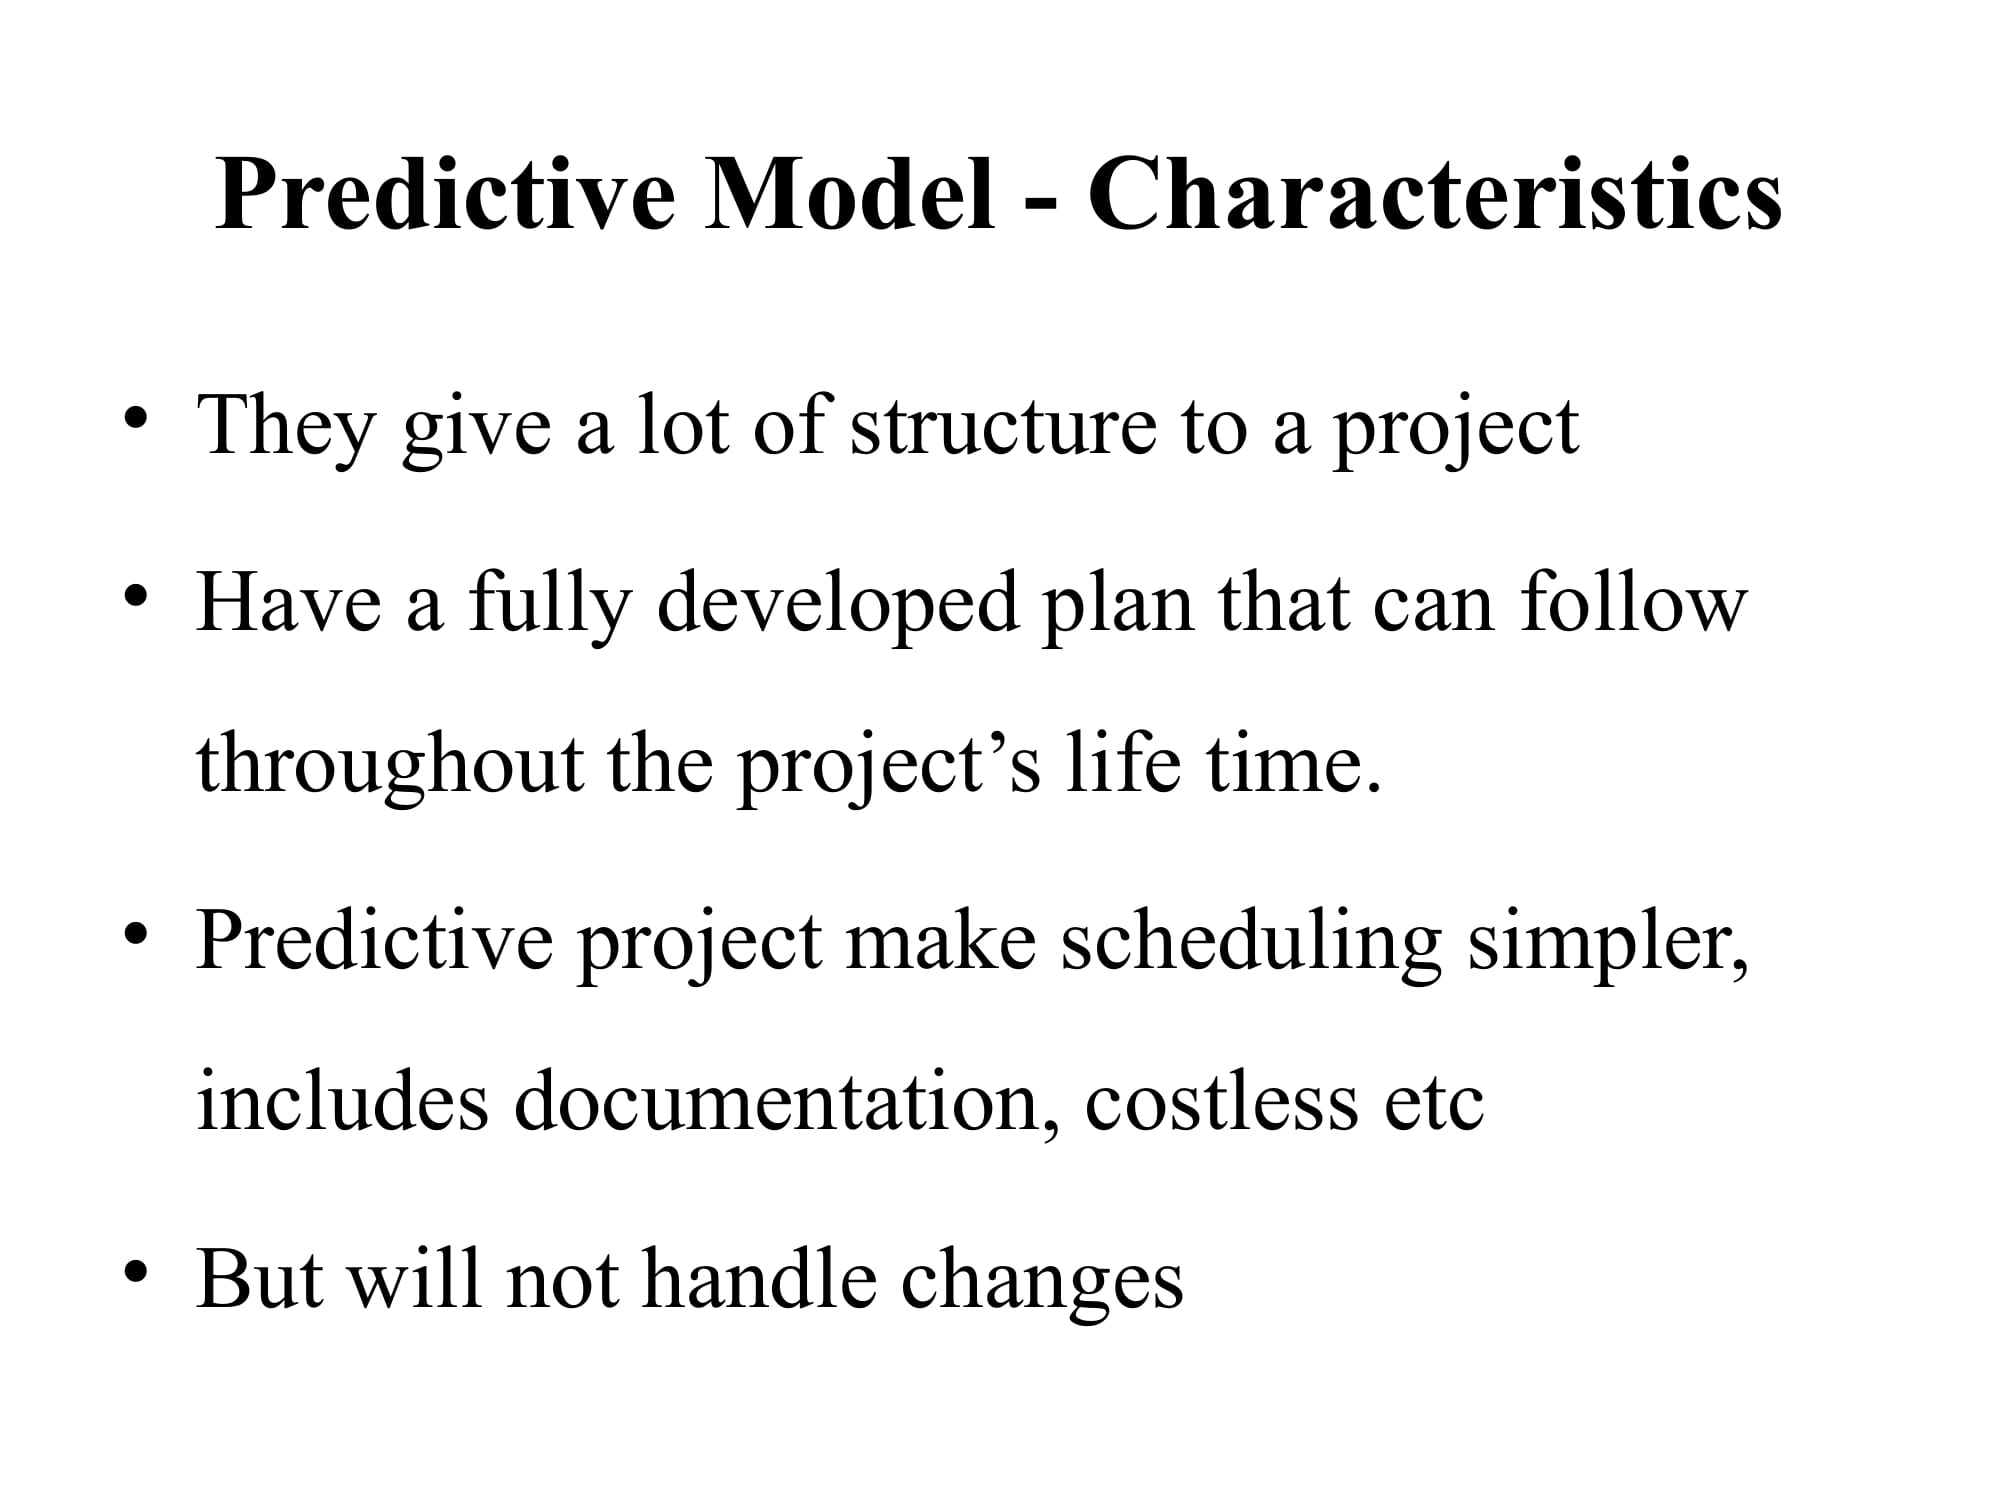 Predictive Model - Characteristics
• They give a lot of structure to a project
• Have a fully developed plan that can follow
throughout the project’s life time.
• Predictive project make scheduling simpler,
includes documentation, costless etc
• But will not handle changes